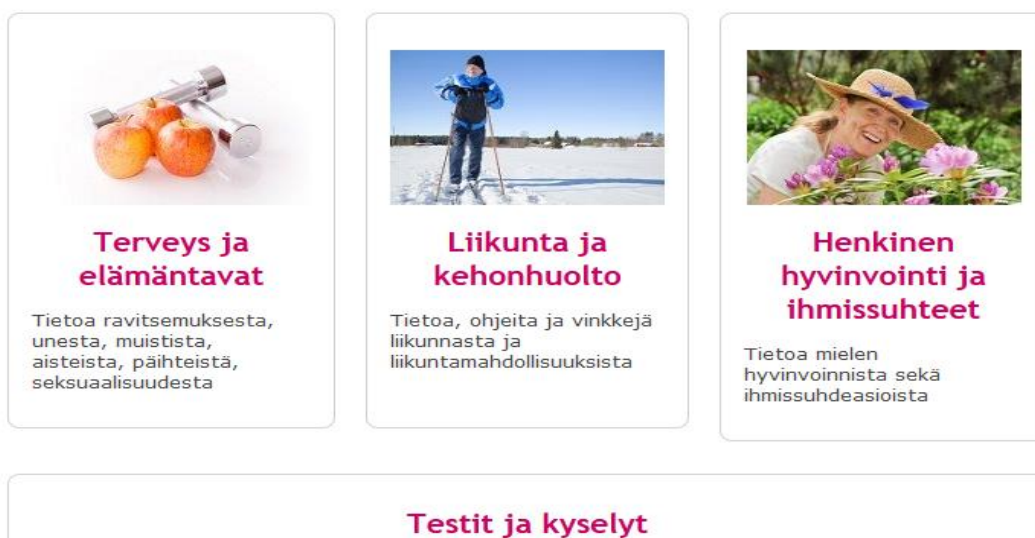 Terveys ja
elämäntavat
Tietoa ravitsemuksesta,
unesta, muistista,
aisteista, päihteistä,
seksuaalisuudesta
Liikunta ja
kehonhuolto
Tietoa, ohjeita ja vinkkejä
liikunnasta ja
liikuntamahdollisuuksista
Henkinen
hyvinvointi ja
ihmissuhteet
Tietoa mielen
hyvinvoinnista sekä
ihmissuhdeasioista
Testit ja kyselyt